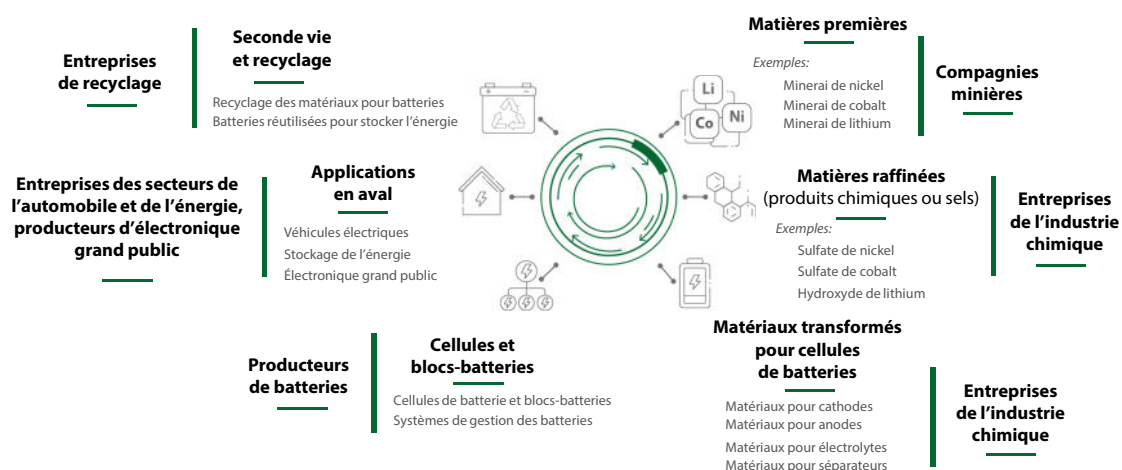 Entreprises
de recyclage
Seconde vie
et recyclage
Recyclage des matériaux pour batteries
Batteries réutilisées pour stocker l’énergie
Matières premières
Exemples:
Minerai de nickel
Minerai de cobalt
Minerai de lithium
Compagnies
minières
Li
Co
Ni
Entreprises des secteurs de
l’automobile et de l’énergie,
producteurs d’électronique
grand public
Applications
en aval
Véhicules électriques
Stockage de l’énergie
Électronique grand public
Matières raffinées
(produits chimiques ou sels)
Exemples:
Sulfate de nickel
Sulfate de cobalt
Hydroxyde de lithium
Entreprises
de l’industrie
chimique
Producteurs
de batteries
Cellules et
blocs-batteries
Cellules de batterie et blocs-batteries
Systèmes de gestion des batteries
Matériaux transformés
pour cellules
de batteries
Matériaux pour cathodes
Matériaux pour anodes
Matériaux pour électrolytes
Matériaux pour séparateurs
Entreprises
de l’industrie
chimique